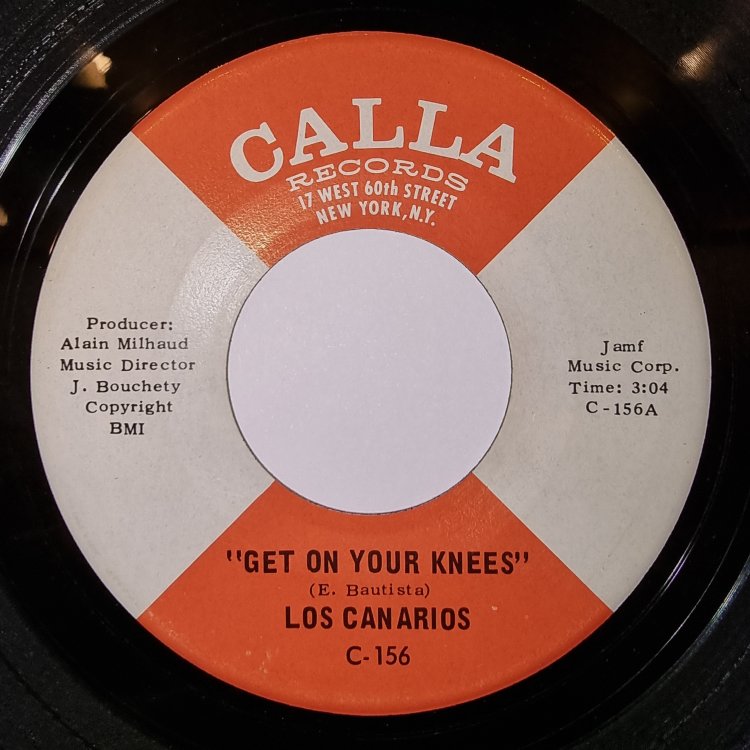 CALLA
RECORDS
17 WEST 60th STREET
NEW YORK, N.Y.
Producer:
Alain Milhaud
Music Director
J. Bouchety
Copyright
BMI
Jamf
Music Corp.
Time: 3:04
C-156A
"GET ON YOUR KNEES"
(E. Bautista)
LOS CANARIOS
C-156